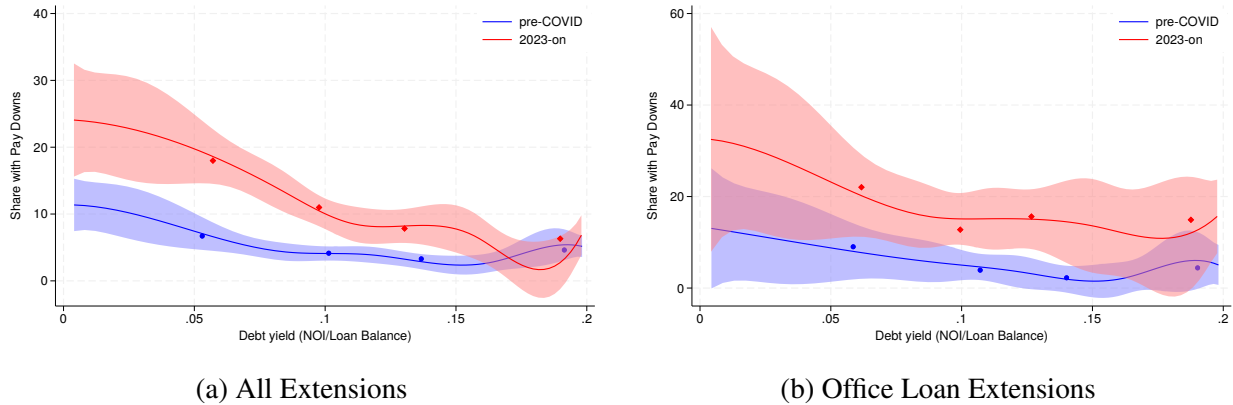 40
30
20
10
0
Share with Pay Downs
pre-COVID
2023-on
0
.05
.1
.15
.2
Debt yield (NOI/Loan Balance)
(a) All Extensions
60
40
20
0
Share with Pay Downs
pre-COVID
2023-on
0
.05
.1
.15
.2
Debt yield (NOI/Loan Balance)
(b) Office Loan Extensions